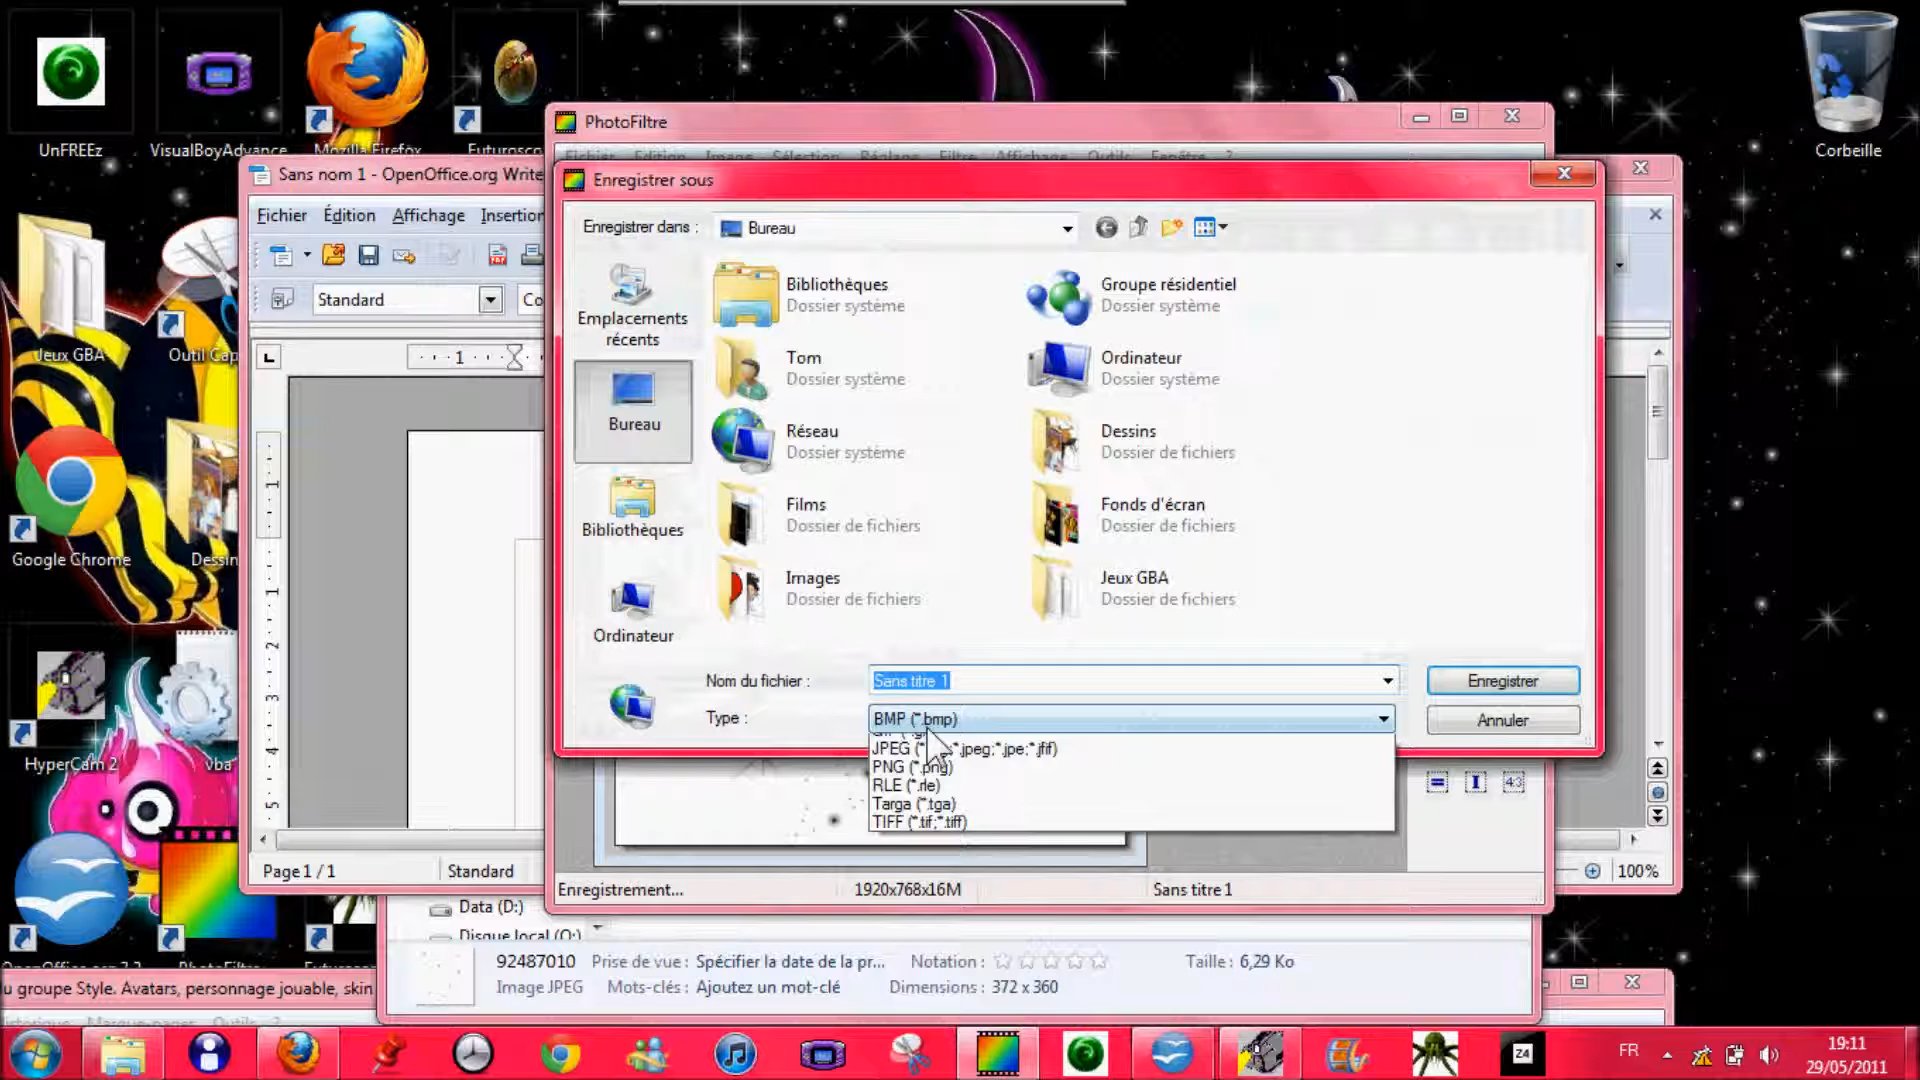 UnFREEz
VisualBoyAdvance
Mozilla Firefox
Corbeille
PhotoFiltre
Fichier Edition Image Sélection Réglage Filtre Affichage Outils Fenêtre ?
Sans nom 1 - OpenOffice.org Write
Fichier Édition Affichage Insertion
Standard
Co
Enregistrer sous
Enregistrer dans :
Bureau
Emplacements
récents
Bureau
Bibliothèques
Ordinateur
Bibliothèques
Dossier système
Groupe résidentiel
Dossier système
Tom
Dossier système
Ordinateur
Dossier système
Réseau
Dossier système
Dessins
Dossier de fichiers
Films
Dossier de fichiers
Fonds d'écran
Dossier de fichiers
Images
Dossier de fichiers
Jeux GBA
Dossier de fichiers
Nom du fichier :
Sans titre 1
Enregistrer
Type :
BMP (*.bmp)
Annuler
PNG (*.png)
RLE (*.rle)
Targa (*.tga)
TIFF (*.tif;*.tiff)
Jeux GBA
Outil Cap
Google Chrome
Dessin
HyperCam 2
vba
Page 1 / 1
Standard
100%
Enregistrement...
1920x768x16M
Sans titre 1
Data (D:)
Disque local (Q:)
92487010
Prise de vue : Spécifier la date de la pr...
Notation :
Taille : 6,29 Ko
Image JPEG
Mots-clés : Ajoutez un mot-clé
Dimensions : 372 x 360
u groupe Style. Avatars, personnage jouable, skin
Z4
FR
19:11
29/05/2011